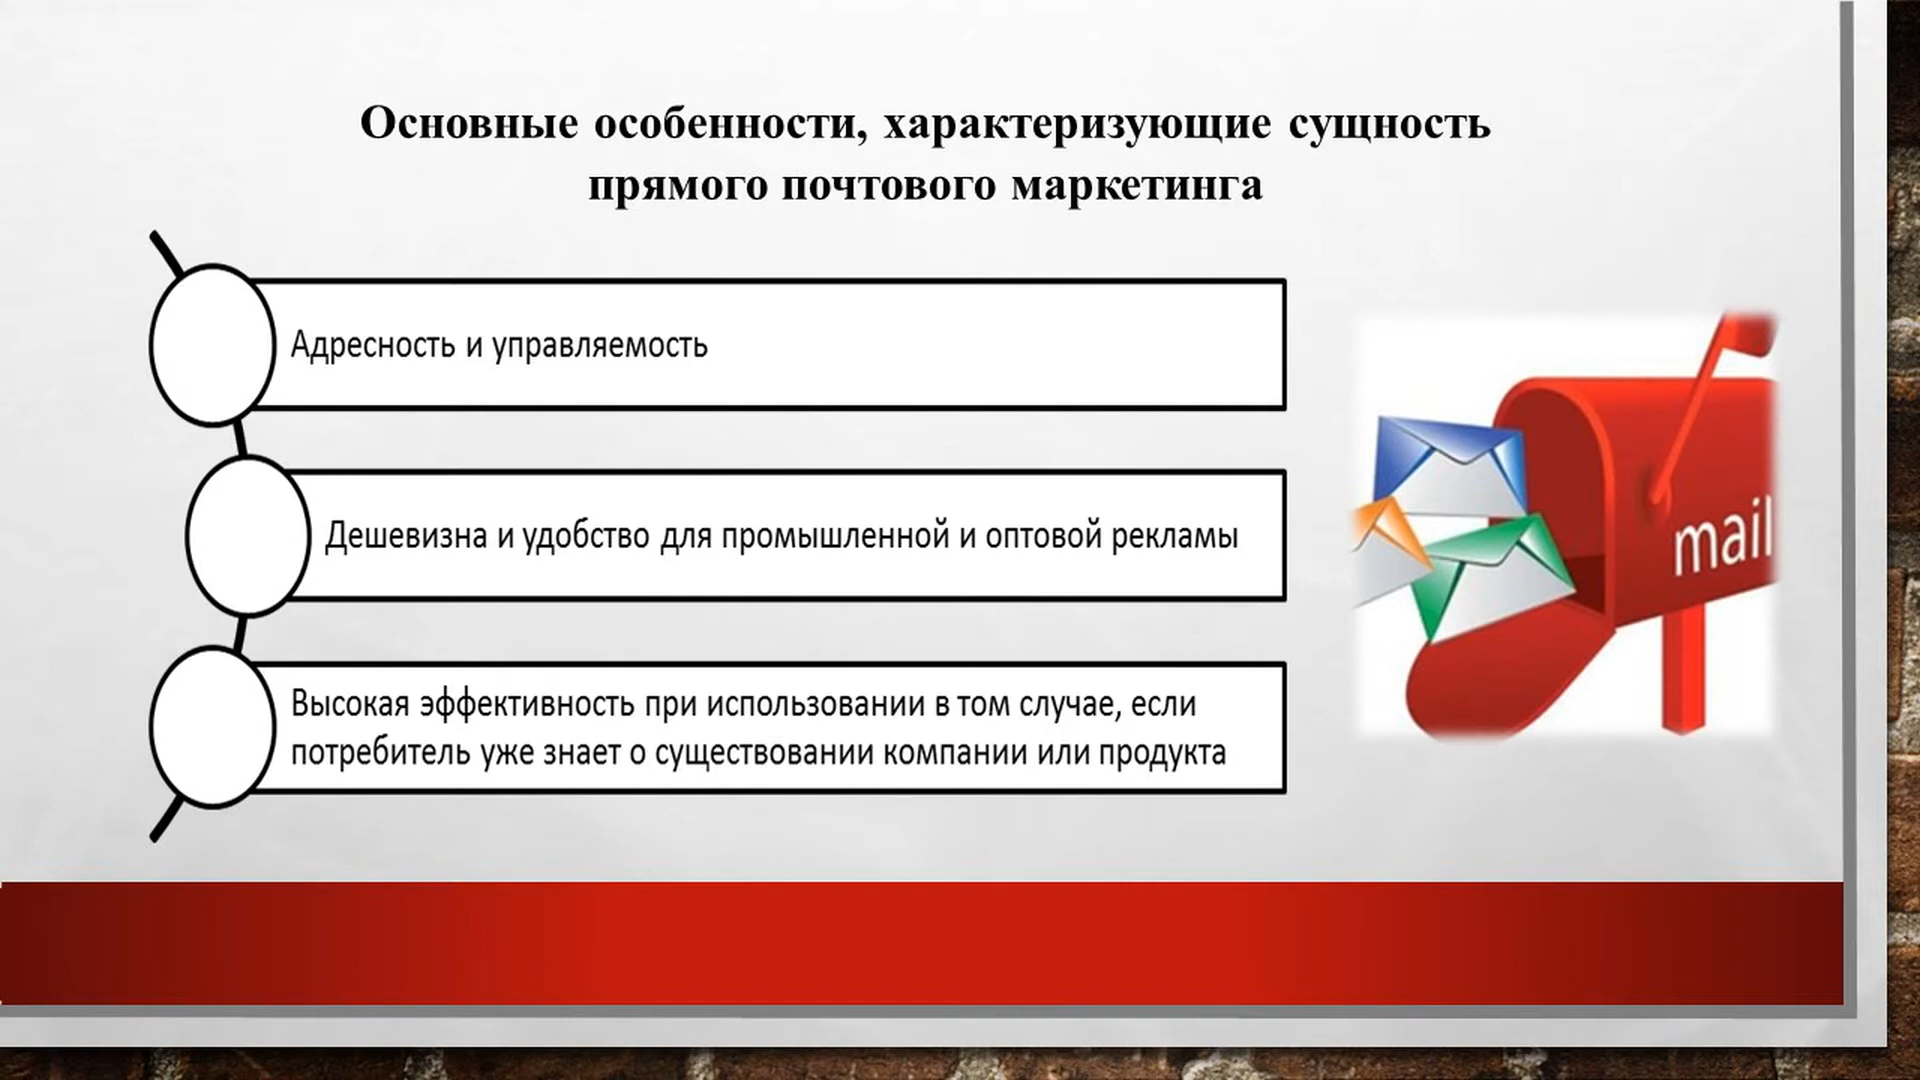 Основные особенности, характеризующие сущность
прямого почтового маркетинга
Адресность и управляемость
Дешевизна и удобство для промышленной и оптовой рекламы
Высокая эффективность при использовании в том случае, если
потребитель уже знает о существовании компании или продукта
mail